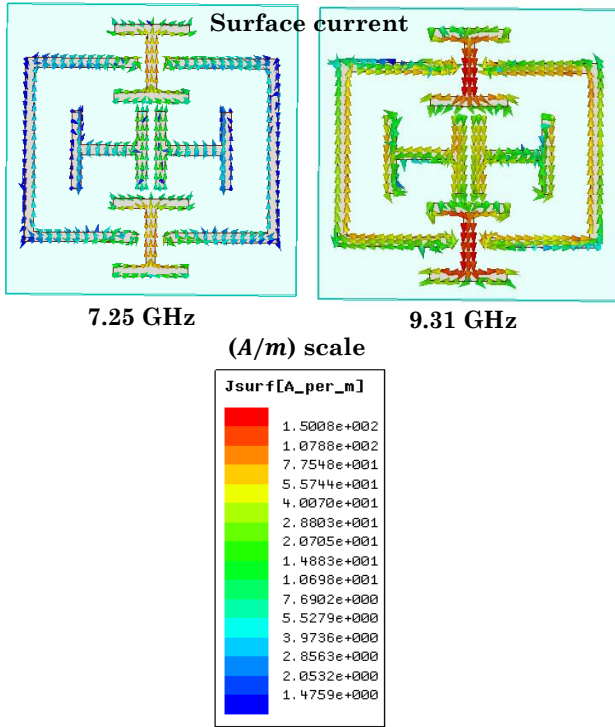 Surface current
7.25 GHz
9.31 GHz
(A/m) scale
Jsurf[A_per_m]
1.5008e+002
1.0788e+002
7.7548e+001
5.5744e+001
4.0070e+001
2.8803e+001
2.0705e+001
1.4883e+001
1.0698e+001
7.6902e+000
5.5279e+000
3.9736e+000
2.8563e+000
2.0532e+000
1.4759e+000